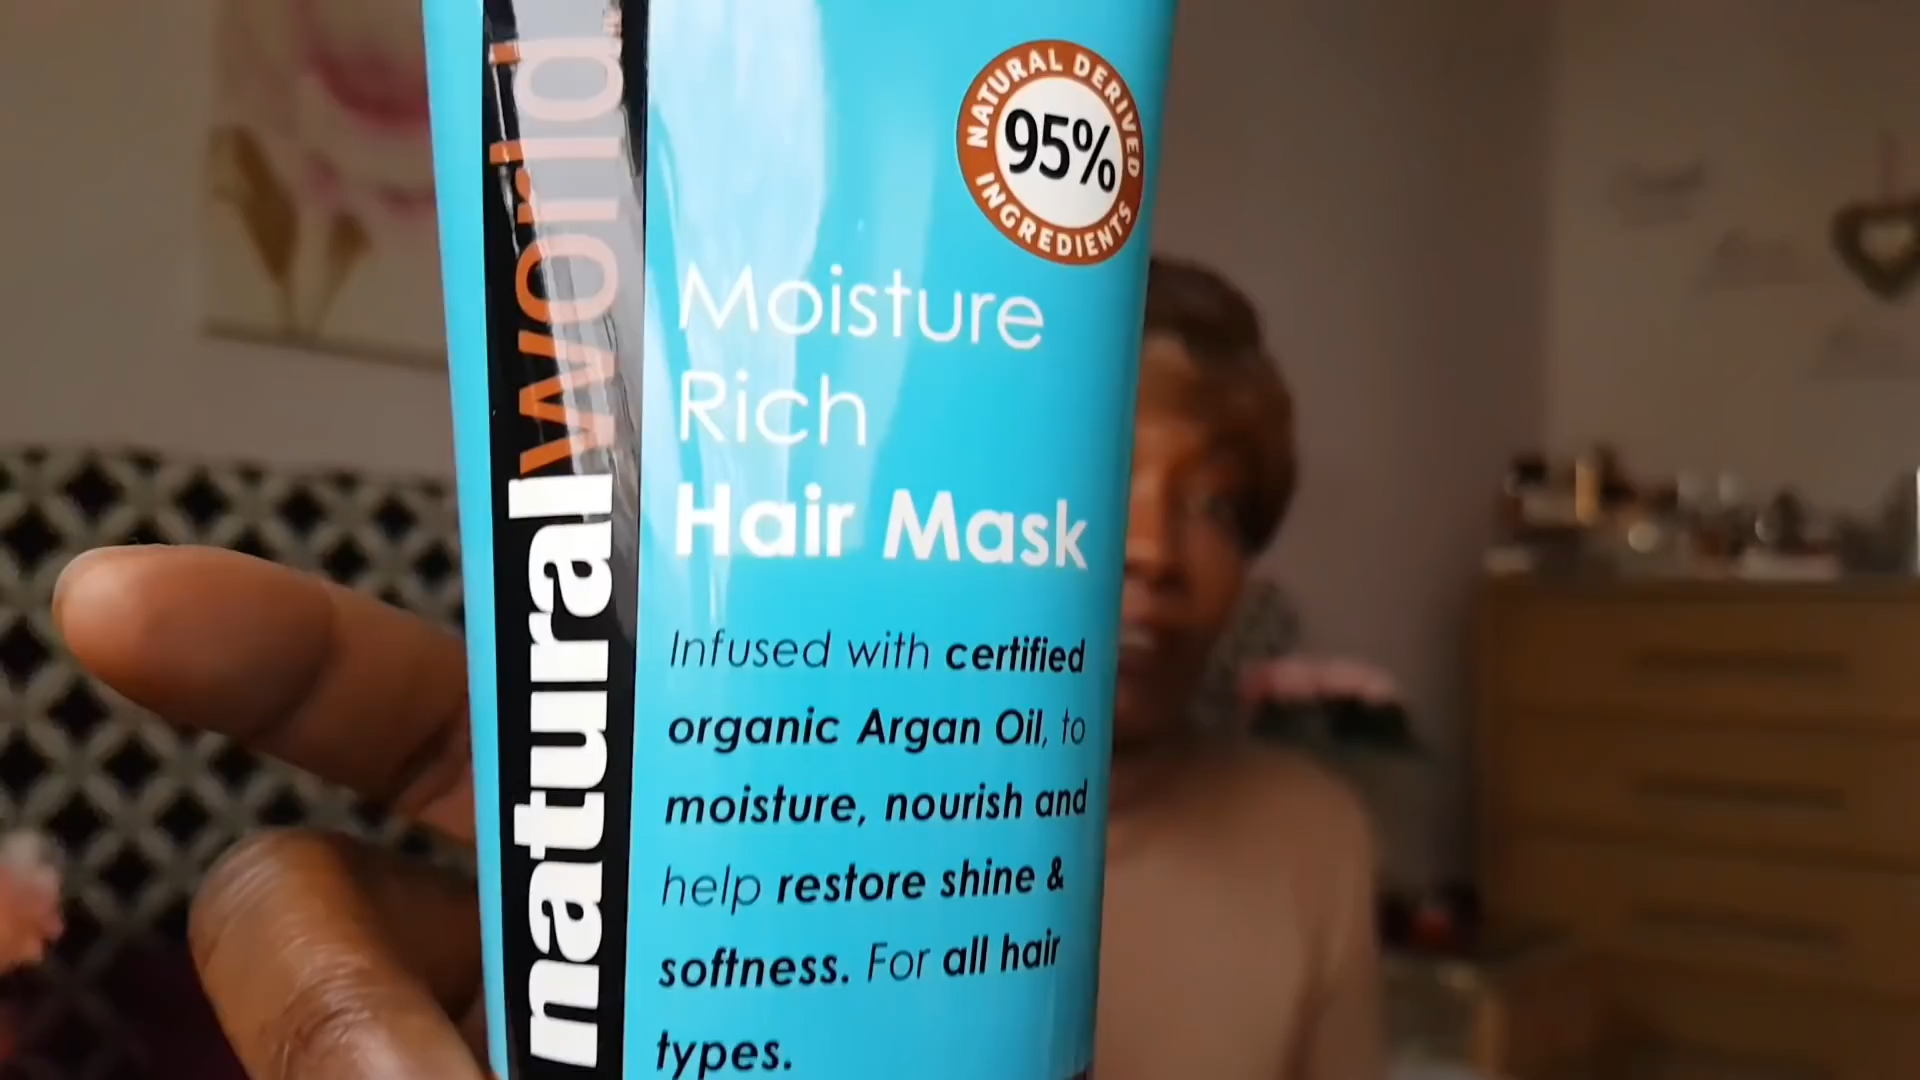 naturalworld
NATURAL DERIVED
95%
INGREDIENTS
Moisture
Rich
Hair Mask
Infused with certified
organic Argan Oil, to
moisture, nourish and
help restore shine &
softness. For all hair
types.